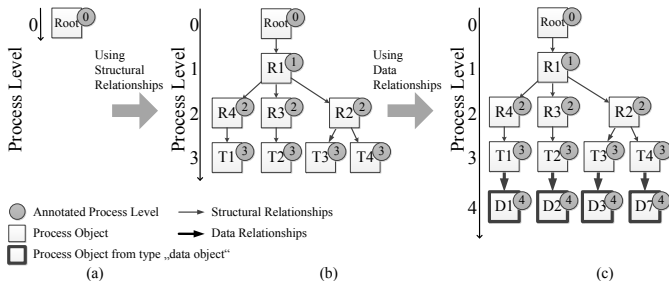 0
Root
0
Process Level
(a)
Using
Structural
Relationships
0
1
2
3
Process Level
Root
0
R1
1
R4
2
R3
2
R2
2
T1
3
T2
3
T3
3
T4
3
(b)
Using
Data
Relationships
0
1
2
3
4
Process Level
Root
0
R1
1
R4
2
R3
2
R2
2
T1
3
T2
3
T3
3
T4
3
D1
4
D2
4
D3
4
D7
4
(c)
Annotated Process Level
Process Object
Process Object from type „data object“
Structural Relationships
Data Relationships